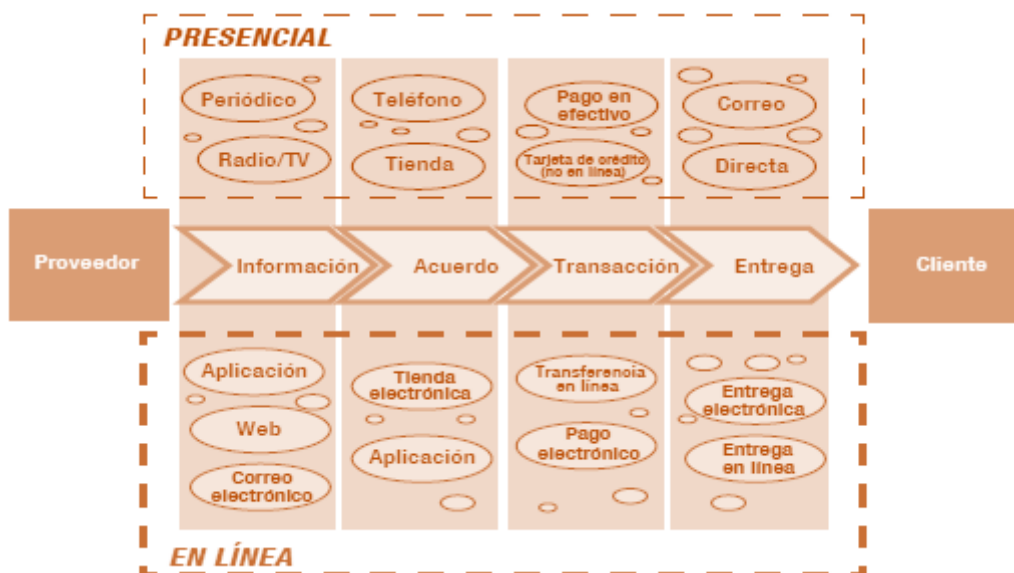 PRESENCIAL
Periódico
Radio/TV
Teléfono
Tienda
Pago en
efectivo
Tarjeta de crédito
(no en línea)
Correo
Directa
Proveedor
Información
Acuerdo
Transacción
Entrega
Cliente
Aplicación
Web
Correo
electrónico
Tienda
electrónica
Aplicación
Transferencia
en línea
Pago
electrónico
Entrega
electrónica
Entrega
en línea
EN LÍNEA